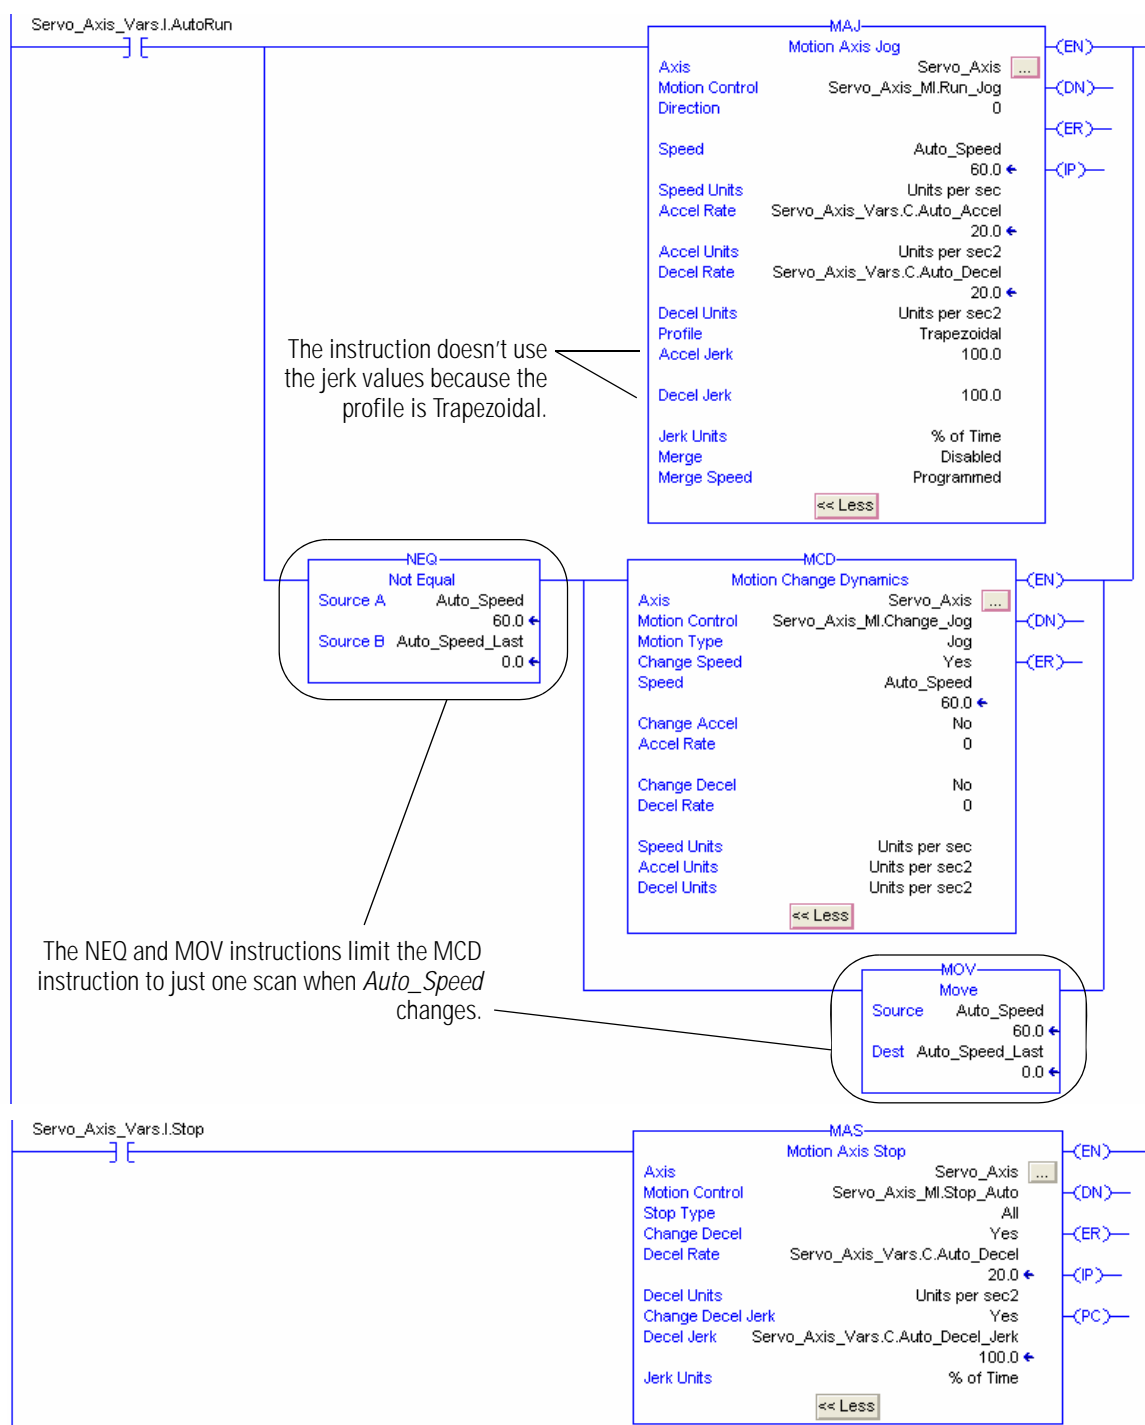 Servo_Axis_Vars.I.AutoRun
MAJ
Motion Axis Jog
Axis Servo_Axis ...
Motion Control Servo_Axis_MI.Run_Jog
Direction 0
Speed Auto_Speed
60.0
Speed Units Units per sec
Accel Rate Servo_Axis_Vars.C.Auto_Accel
20.0
Accel Units Units per sec2
Decel Rate Servo_Axis_Vars.C.Auto_Decel
20.0
Decel Units Units per sec2
Profile Trapezoidal
Accel Jerk 100.0
Decel Jerk 100.0
Jerk Units % of Time
Merge Disabled
Merge Speed Programmed
<< Less
(EN)
(DN)
(ER)
(IP)
The instruction doesn't use
the jerk values because the
profile is Trapezoidal.
NEQ
Not Equal
Source A Auto_Speed
60.0
Source B Auto_Speed_Last
0.0
MCD
Motion Change Dynamics
Axis Servo_Axis ...
Motion Control Servo_Axis_MI.Change_Jog
Motion Type Jog
Change Speed Yes
Speed Auto_Speed
60.0
Change Accel No
Accel Rate 0
Change Decel No
Decel Rate 0
Speed Units Units per sec
Accel Units Units per sec2
Decel Units Units per sec2
<< Less
(EN)
(DN)
(ER)
The NEQ and MOV instructions limit the MCD
instruction to just one scan when Auto_Speed
changes.
MOV
Move
Source Auto_Speed
60.0
Dest Auto_Speed_Last
0.0
Servo_Axis_Vars.I.Stop
MAS
Motion Axis Stop
Axis Servo_Axis ...
Motion Control Servo_Axis_MI.Stop_Auto
Stop Type All
Change Decel Yes
Decel Rate Servo_Axis_Vars.C.Auto_Decel
20.0
Decel Units Units per sec2
Change Decel Jerk Yes
Decel Jerk Servo_Axis_Vars.C.Auto_Decel_Jerk
100.0
Jerk Units % of Time
<< Less
(EN)
(DN)
(ER)
(IP)
(PC)